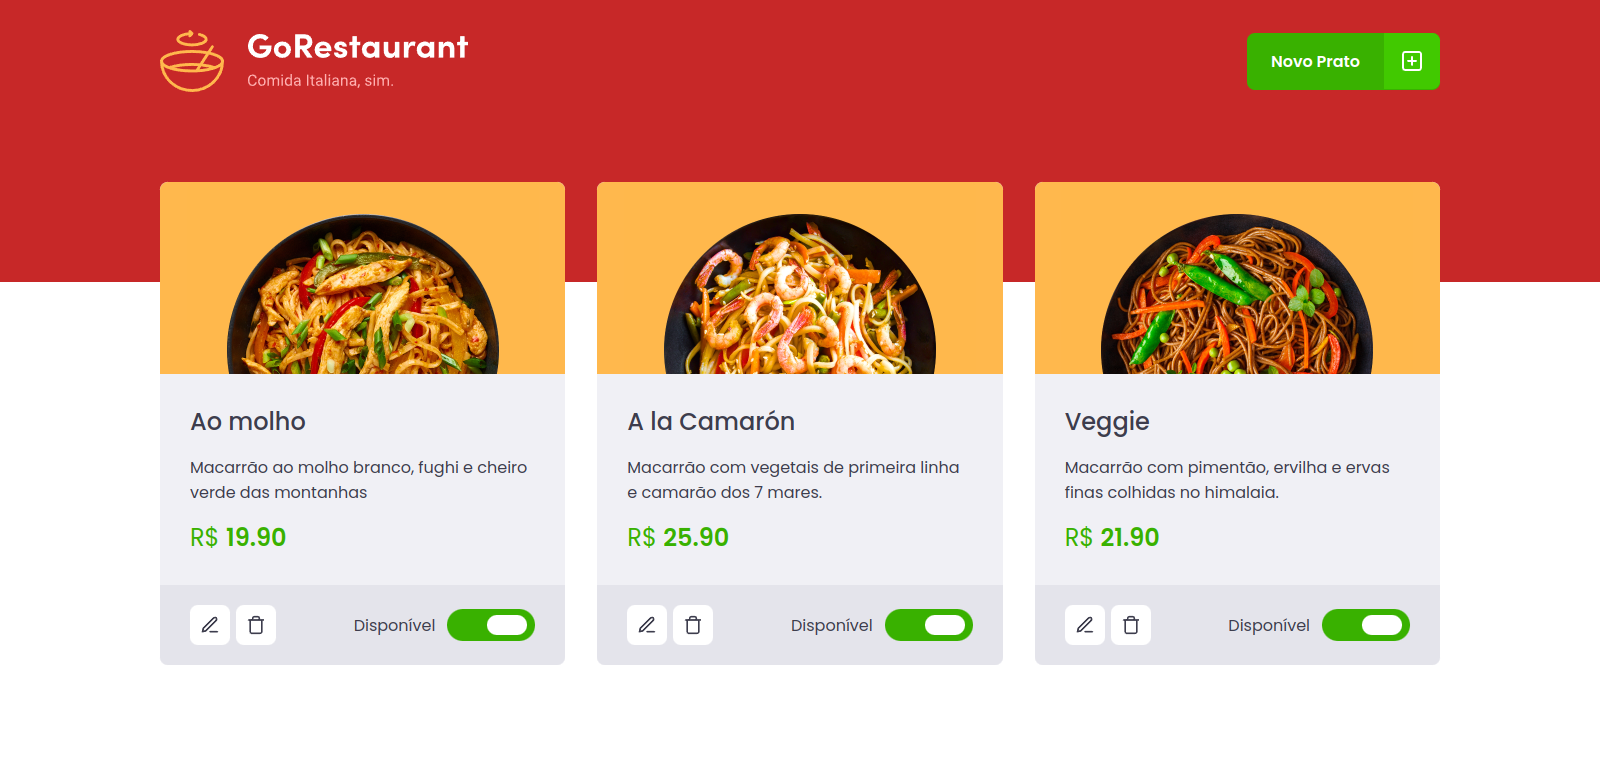 GoRestaurant
Comida Italiana, sim.
Novo Prato
Ao molho
Macarrão ao molho branco, fughi e cheiro
verde das montanhas
R$ 19.90
Disponível
A la Camarón
Macarrão com vegetais de primeira linha
e camarão dos 7 mares.
R$ 25.90
Disponível
Veggie
Macarrão com pimentão, ervilha e ervas
finas colhidas no himalaia.
R$ 21.90
Disponível